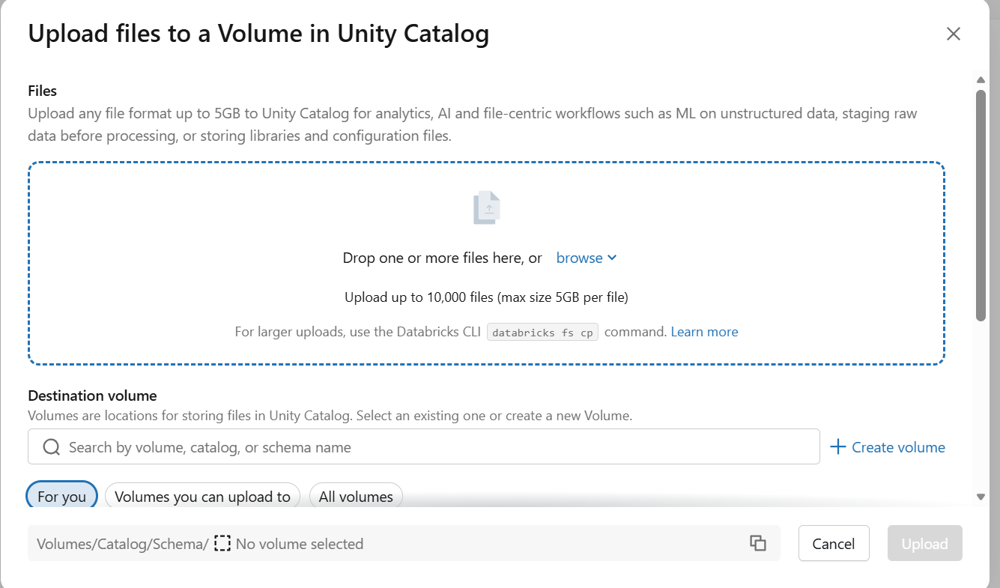 Upload files to a Volume in Unity Catalog
Files
Upload any file format up to 5GB to Unity Catalog for analytics, AI and file-centric workflows such as ML on unstructured data, staging raw
data before processing, or storing libraries and configuration files.
Drop one or more files here, or browse
Upload up to 10,000 files (max size 5GB per file)
For larger uploads, use the Databricks CLI databricks fs cp command. Learn more
Destination volume
Volumes are locations for storing files in Unity Catalog. Select an existing one or create a new Volume.
Search by volume, catalog, or schema name
Create volume
For you Volumes you can upload to All volumes
Volumes/Catalog/Schema/ No volume selected
Cancel Upload